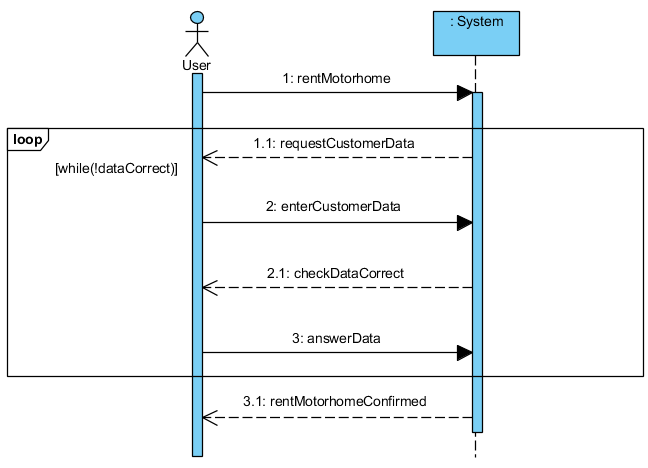 : System
User
1: rentMotorhome
loop
1.1: requestCustomerData
[while(!dataCorrect)]
2: enterCustomerData
2.1: checkDataCorrect
3: answerData
3.1: rentMotorhomeConfirmed